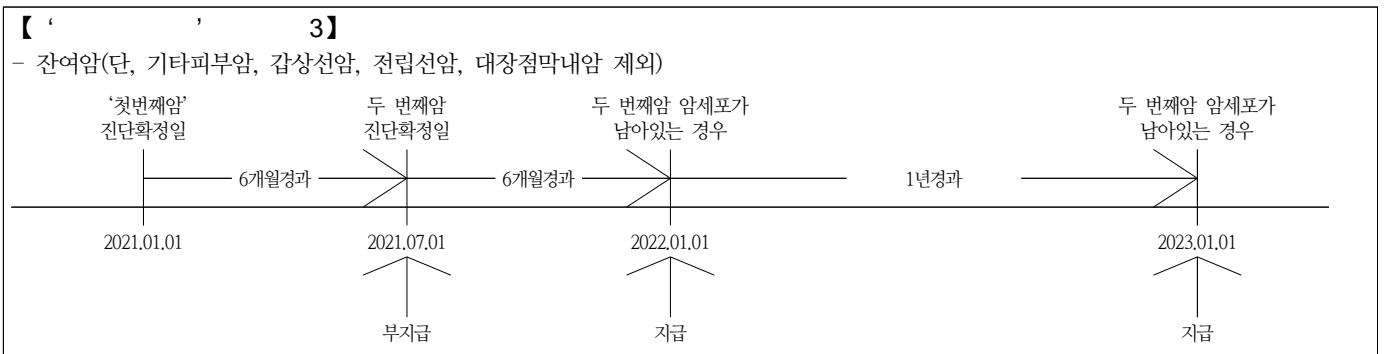 【 ‘ ’ 3】
- 잔여암(단, 기타피부암, 갑상선암, 전립선암, 대장점막내암 제외)
‘첫번째암’
진단확정일
두 번째암
진단확정일
두 번째암 암세포가
남아있는 경우
두 번째암 암세포가
남아있는 경우
6개월경과
6개월경과
1년경과
2021.01.01
2021.07.01
2022.01.01
2023.01.01
부지급
지급
지급